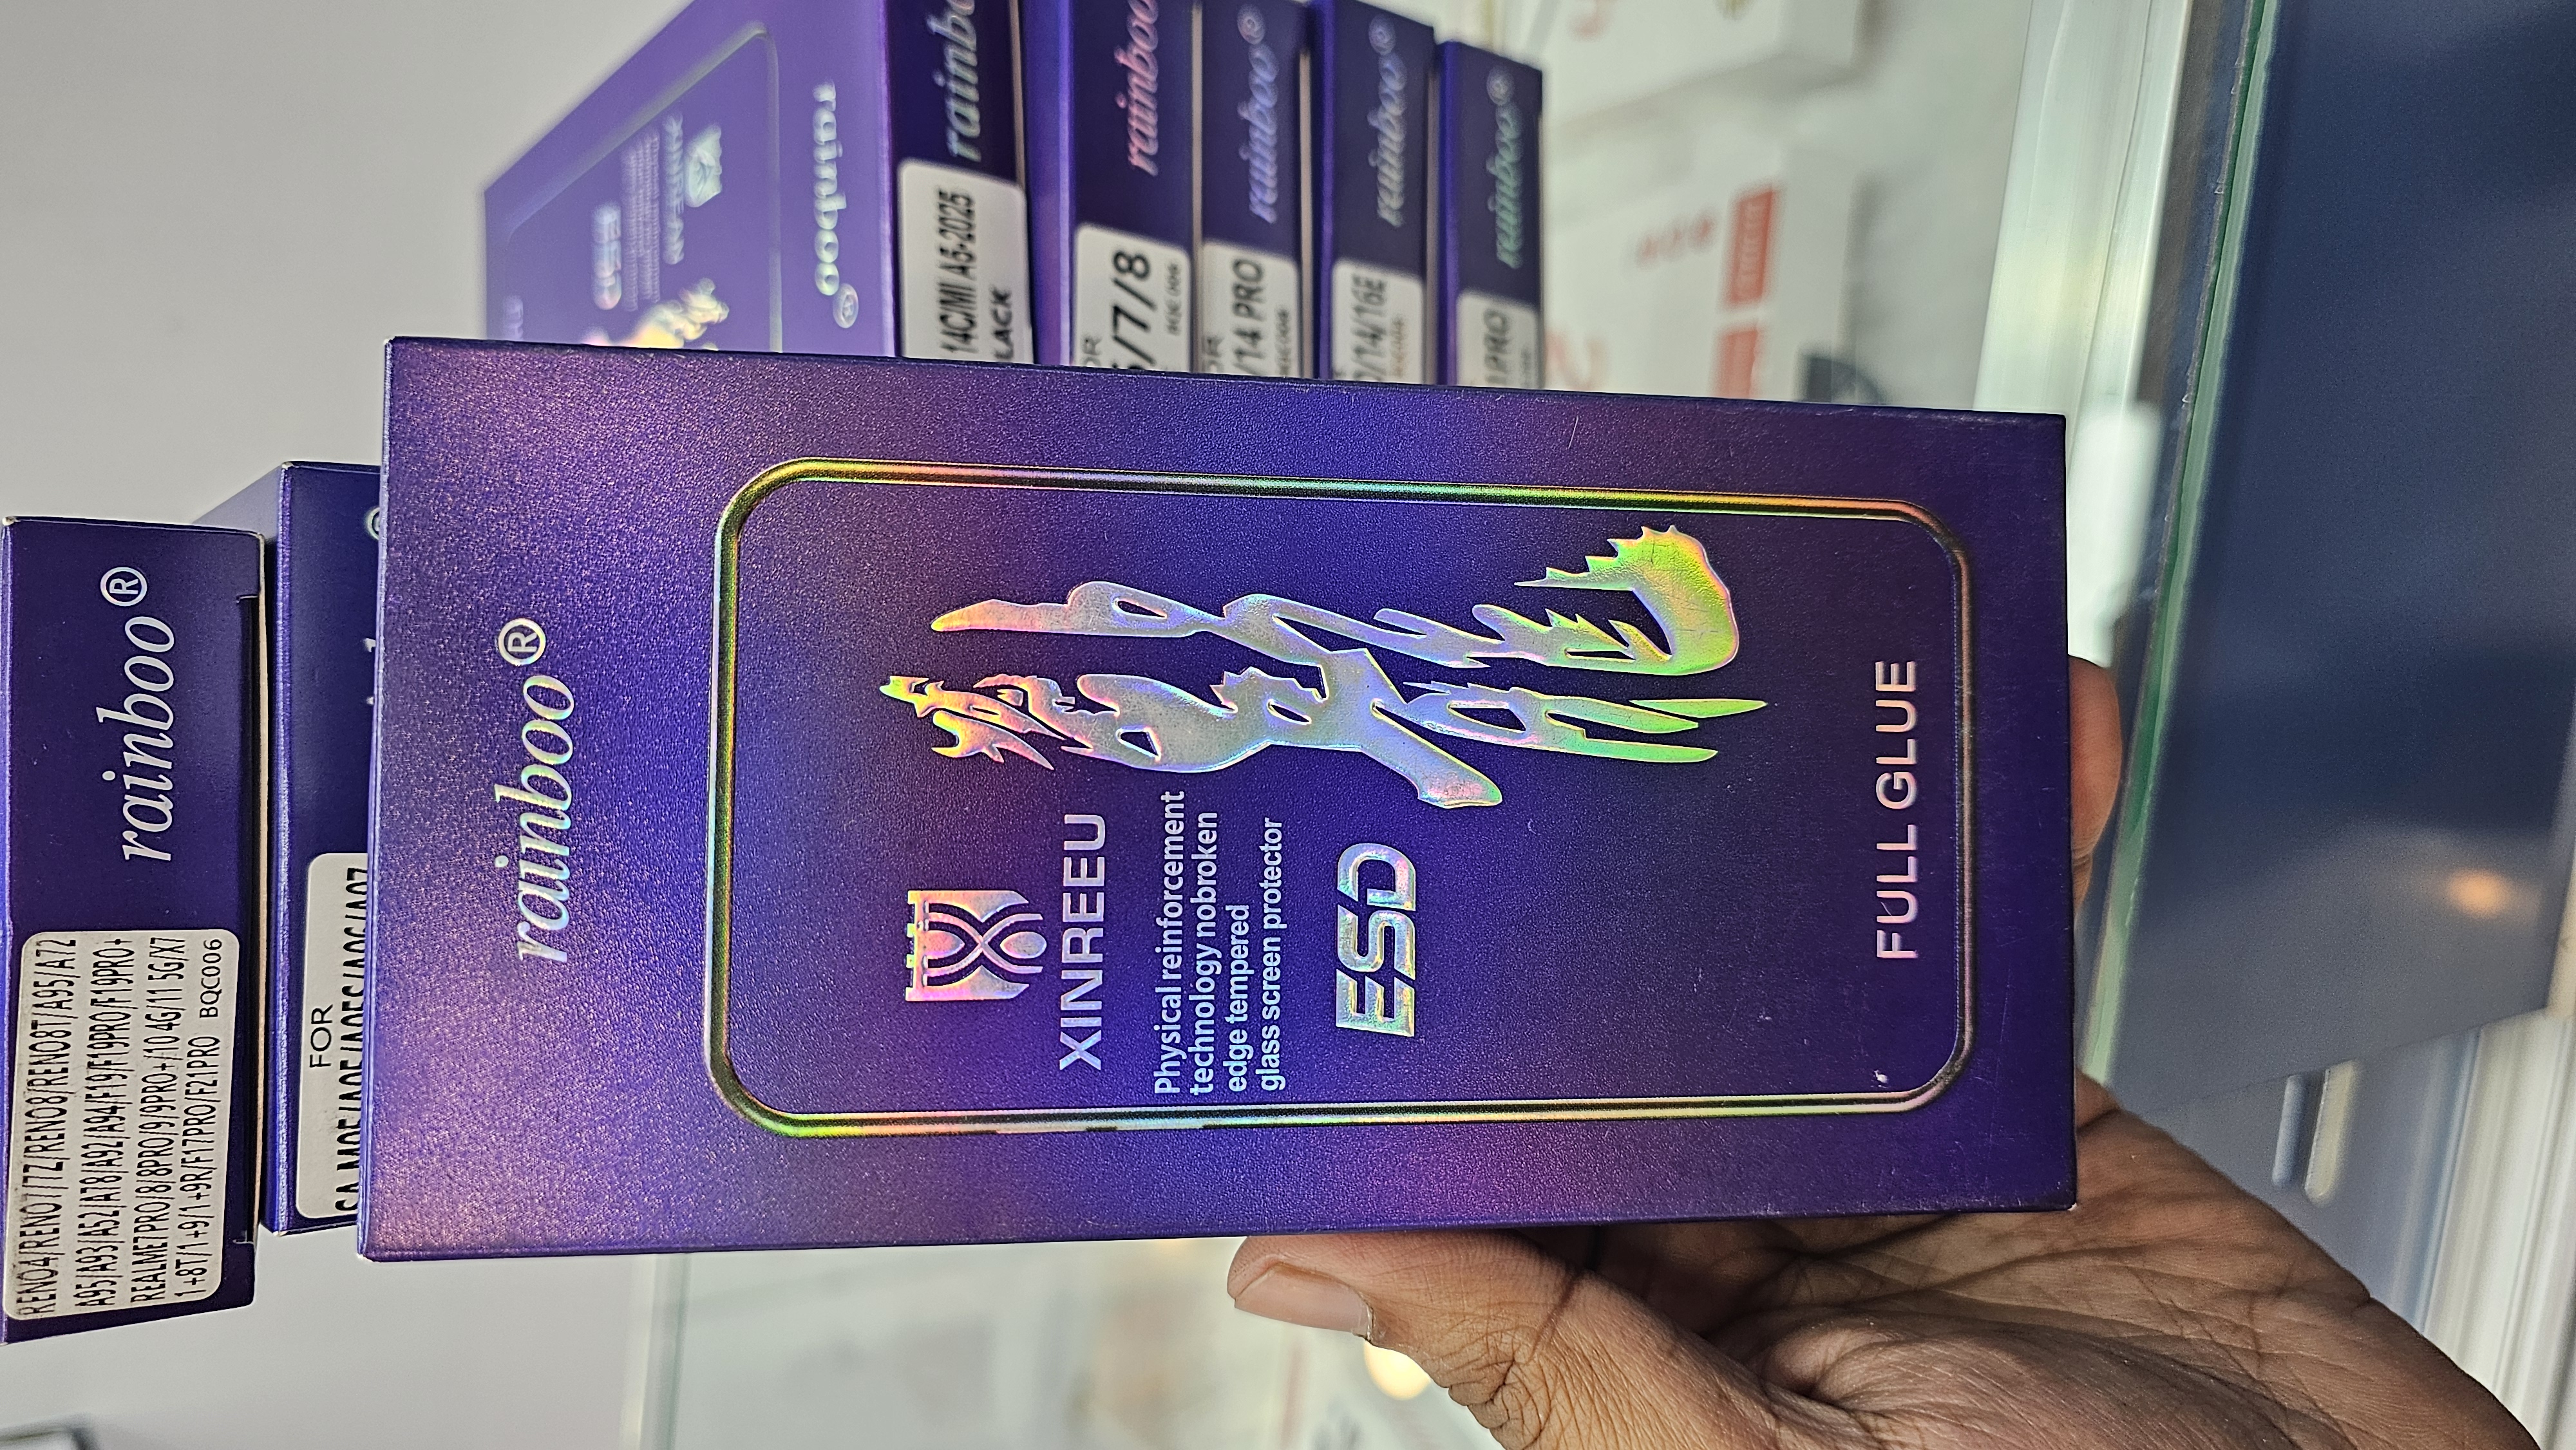 rainboo®
XINREEU
Physical reinforcement
technology nobroken
edge tempered
glass screen protector
ESD
FULL GLUE
rainboo®
RENO4/RENO7/7Z/RENO8/RENO8T/A95/A72
A95/A93/A52/A78/A92/A94/F19/F19PRO/F19PRO+
REALME7PRO/8/8PRO/9/9PRO+/10 4G/11 5G/X7
1+8T/1+9/1+9R/F17PRO/F21PRO BQC006
FOR
rainboo
14C/MI A5-2025
rainboo
/7/8
rainboo®
/14 PRO
rainboo®
/14/16E
rainboo®
PRO
rainboo
ESD